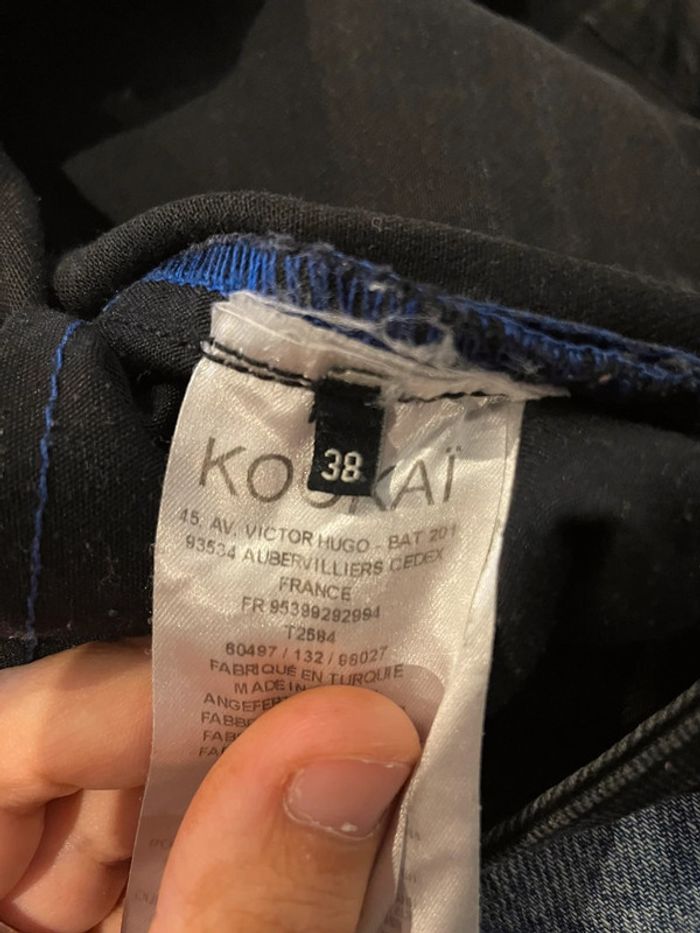 38
KOOKAÏ
45, AV. VICTOR HUGO - BAT 201
93534 AUBERVILLIERS CEDEX
FRANCE
FR 95399292994
T2584
60497 / 132 / 98027
FABRIQUÉ EN TURQUIE
MADE IN